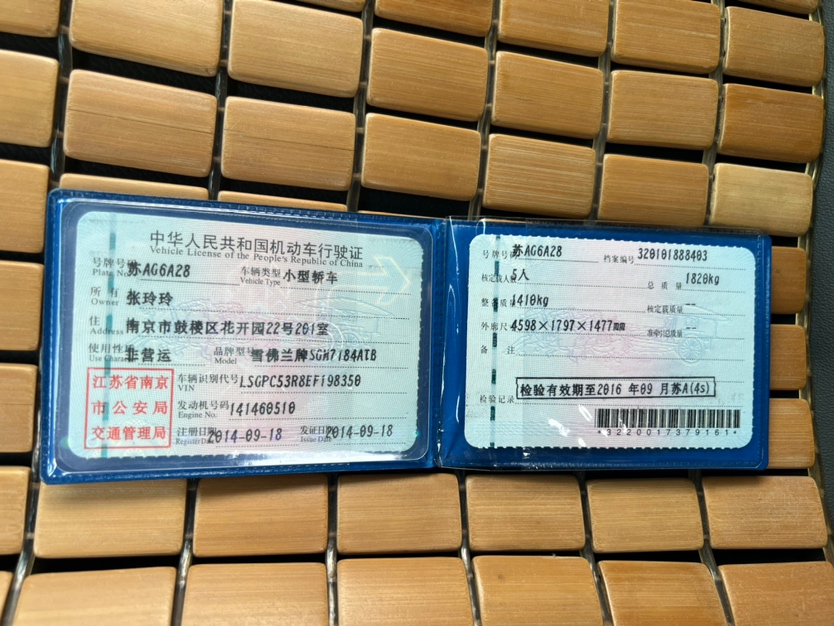 中华人民共和国机动车行驶证
Vehicle License of the People's Republic of China
号牌号码 苏AG6A28 车辆类型 小型轿车
Plate No. Vehicle Type
所有 张玲玲
Owner
住 南京市鼓楼区花开园22号201室
Address
使用性质 非营运 品牌型号 雪佛兰牌SGM7184ATB
Use Character Model
江苏省南京
市公安局
交通管理局
车辆识别代号 LSGPC53R8EF198350
VIN
发动机号码 141460510
Engine No.
注册日期 2014-09-18 发证日期 2014-09-18
Register Date Issue Date
号牌号码 苏AG6A28 档案编号 320101888403
核定载人数 5人 总质量 1820kg
整备质量 1410kg 核定载质量 --
外廓尺寸 4598×1797×1477mm --
备注
检验记录 检验有效期至2016年09月苏A(4s)
*3220017379161*